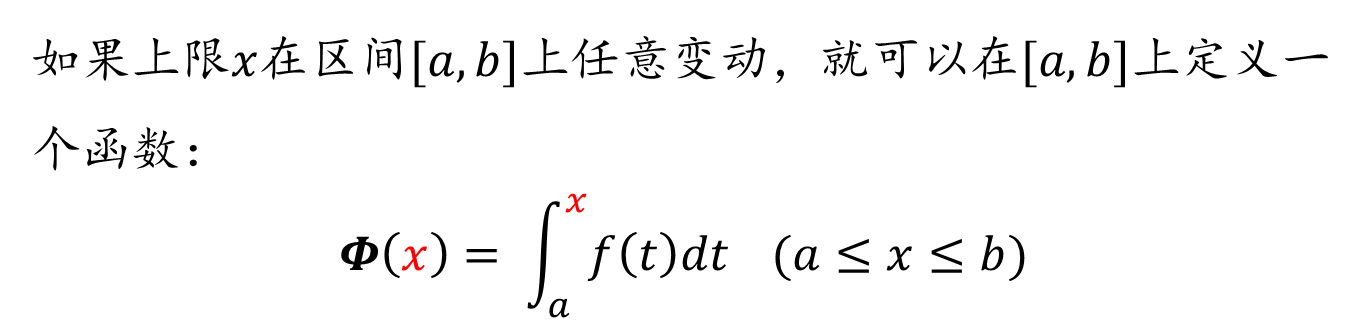 如果上限x在区间[a, b]上任意变动，就可以在[a, b]上定义一
个函数：
Φ(x) = ∫_a^x f(t)dt (a ≤ x ≤ b)